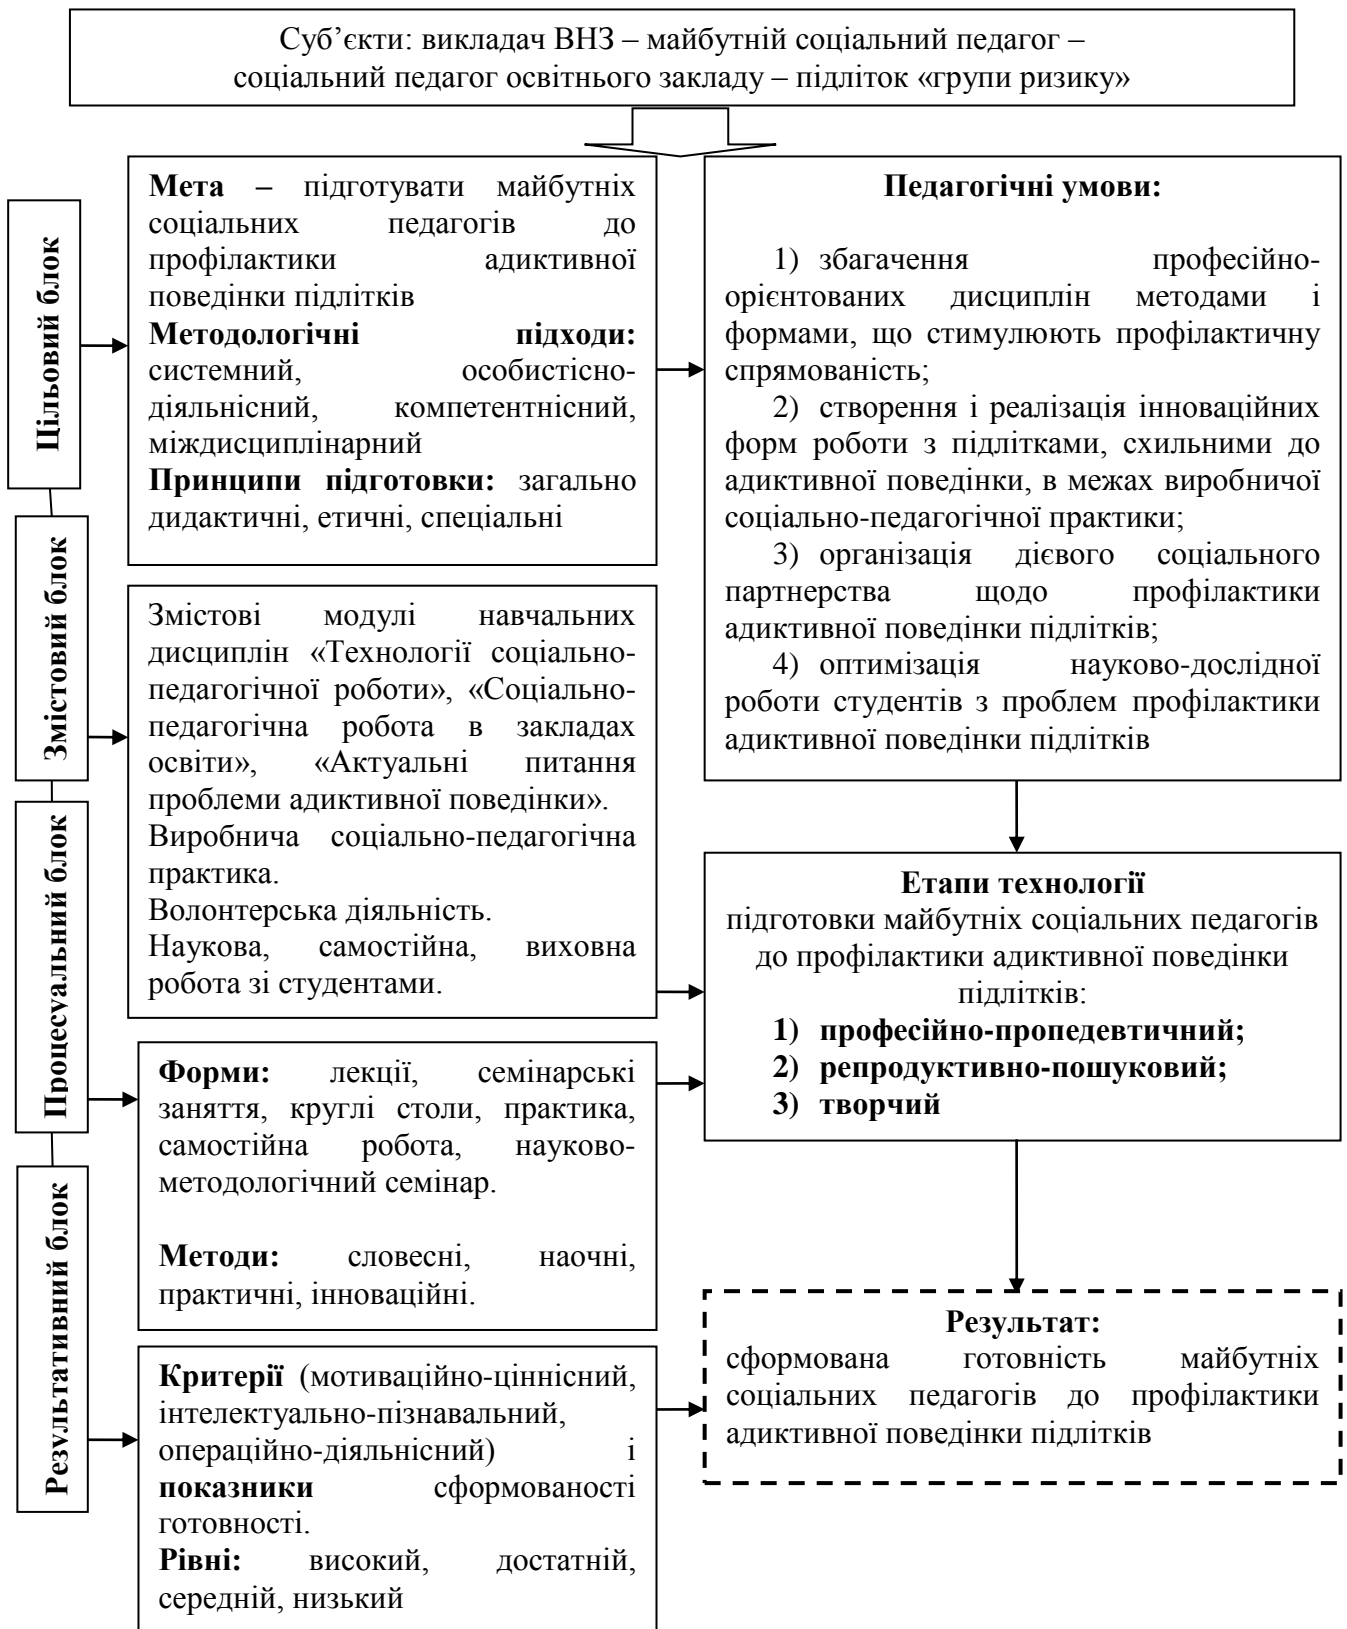 Суб’єкти: викладач ВНЗ – майбутній соціальний педагог –
соціальний педагог освітнього закладу – підліток «групи ризику»
Цільовий блок
Мета – підготувати майбутніх
соціальних педагогів до
профілактики адиктивної
поведінки підлітків
Методологічні підходи:
системний, особистісно-
діяльнісний, компетентнісний,
міждисциплінарний
Принципи підготовки: загально
дидактичні, етичні, спеціальні
Педагогічні умови:
1) збагачення професійно-
орієнтованих дисциплін методами і
формами, що стимулюють профілактичну
спрямованість;
2) створення і реалізація інноваційних
форм роботи з підлітками, схильними до
адиктивної поведінки, в межах виробничої
соціально-педагогічної практики;
3) організація дієвого соціального
партнерства щодо профілактики
адиктивної поведінки підлітків;
4) оптимізація науково-дослідної
роботи студентів з проблем профілактики
адиктивної поведінки підлітків
Змістовий блок
Змістові модулі навчальних
дисциплін «Технології соціально-
педагогічної роботи», «Соціально-
педагогічна робота в закладах
освіти», «Актуальні питання
проблеми адиктивної поведінки».
Виробнича соціально-педагогічна
практика.
Волонтерська діяльність.
Наукова, самостійна, виховна
робота зі студентами.
Етапи технології
підготовки майбутніх соціальних педагогів
до профілактики адиктивної поведінки
підлітків:
1) професійно-пропедевтичний;
2) репродуктивно-пошуковий;
3) творчий
Процесуальний блок
Форми: лекції, семінарські
заняття, круглі столи, практика,
самостійна робота, науково-
методологічний семінар.
Методи: словесні, наочні,
практичні, інноваційні.
Результативний блок
Критерії (мотиваційно-ціннісний,
інтелектуально-пізнавальний,
операційно-діяльнісний) і
показники сформованості
готовності.
Рівні: високий, достатній,
середній, низький
Результат:
сформована готовність майбутніх
соціальних педагогів до профілактики
адиктивної поведінки підлітків